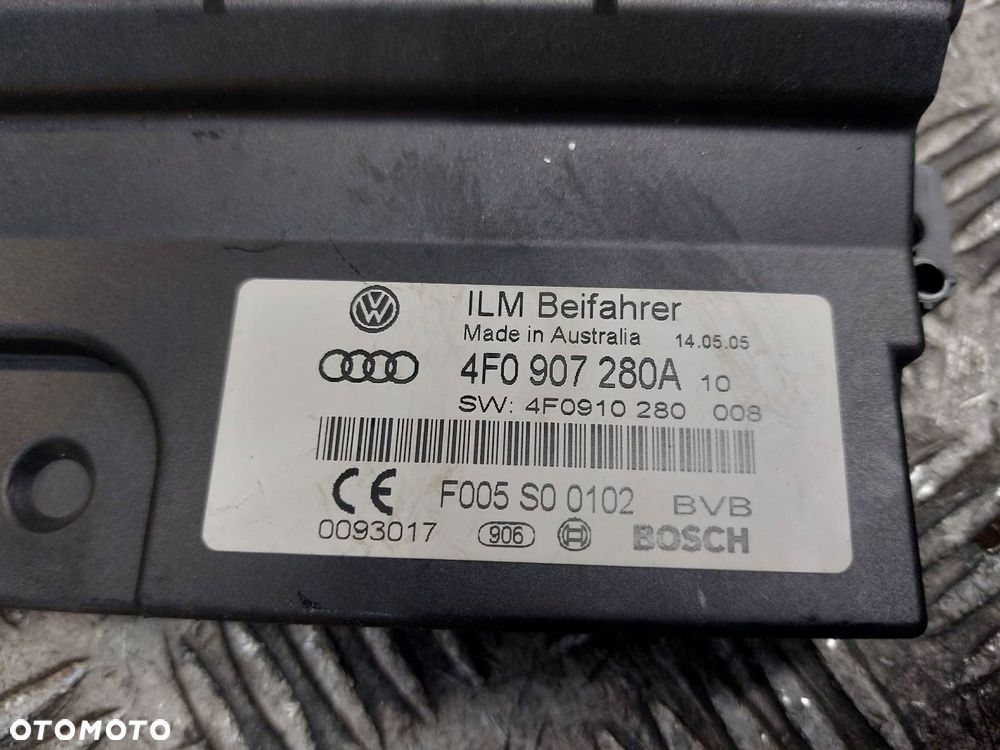 ILM Beifahrer
Made in Australia 14.05.05
4F0 907 280A 10
SW: 4F0910 280 008
CE F005 S0 0102 BVB
0093017 906 BOSCH
OTOMOTO